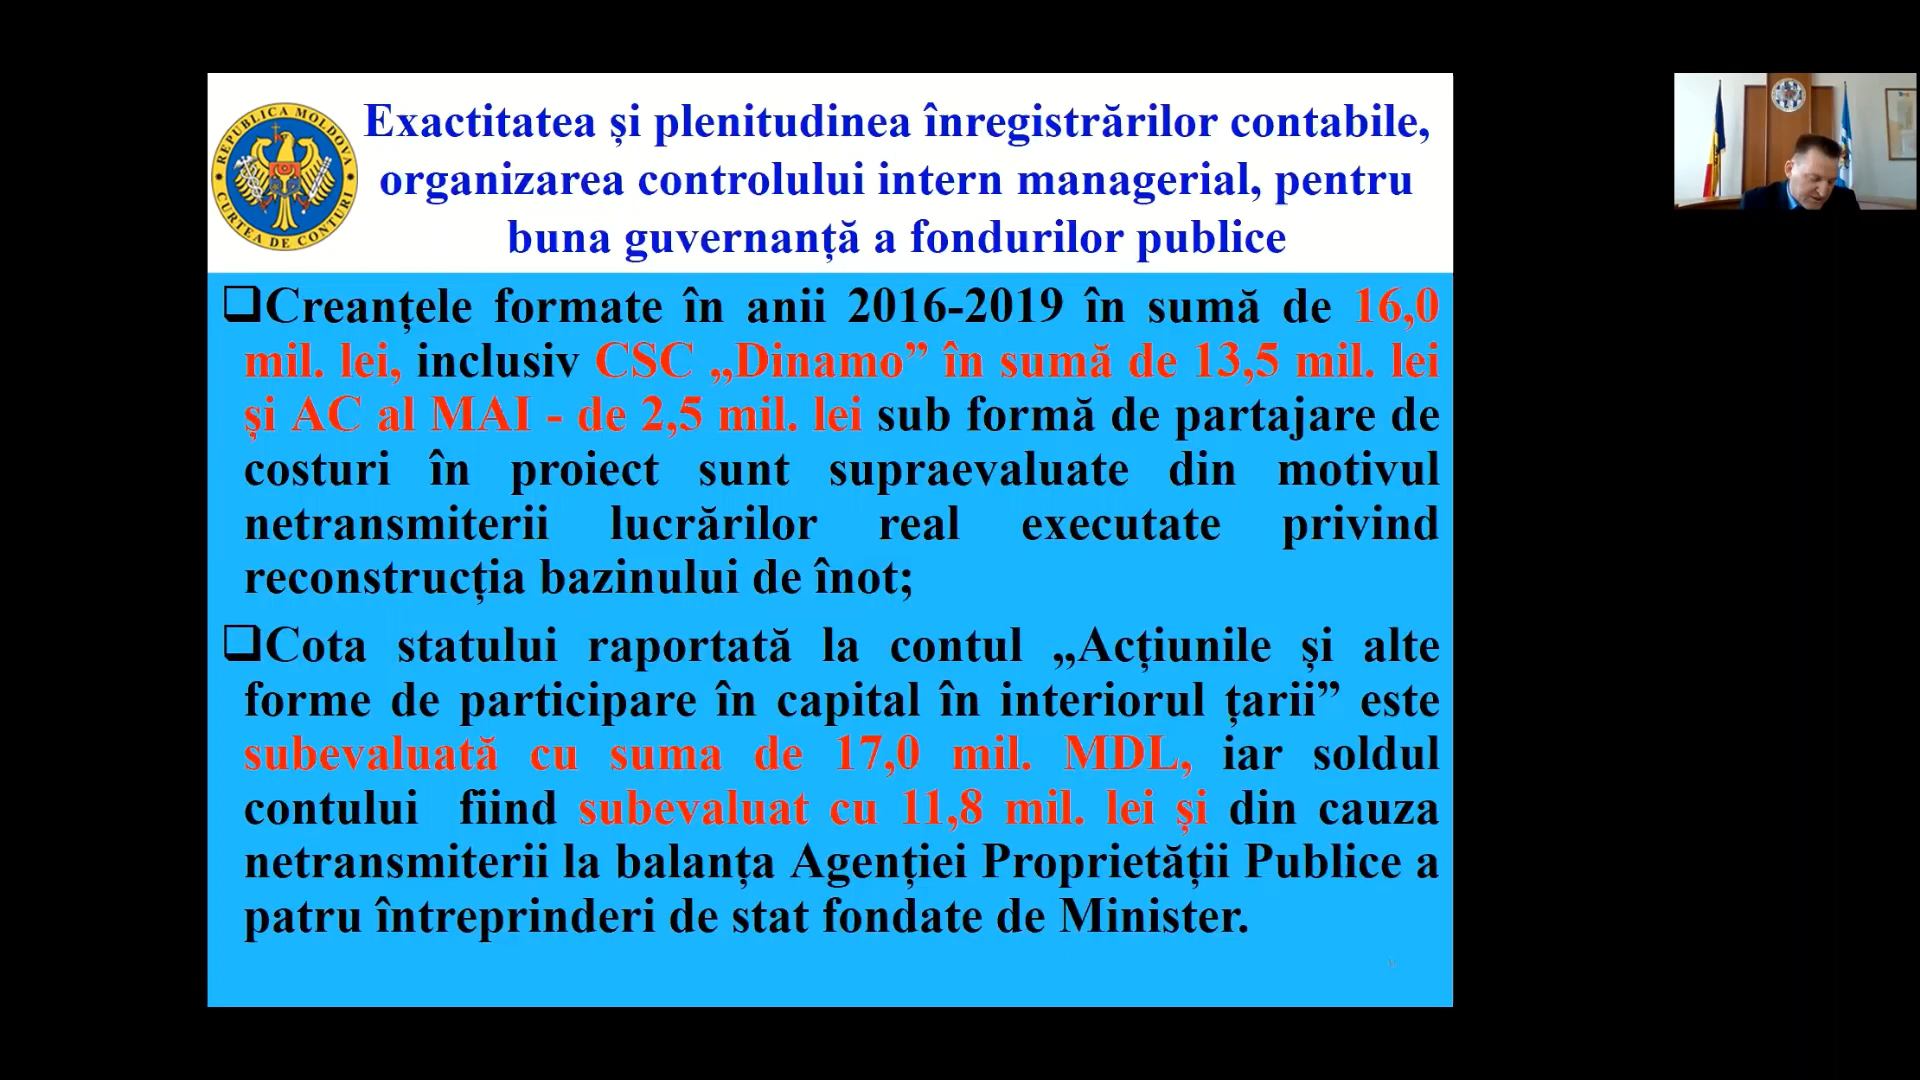 REPUBLICA MOLDOVA
CURTEA DE CONTURI
Exactitatea și plenitudinea înregistrărilor contabile,
organizarea controlului intern managerial, pentru
buna guvernanță a fondurilor publice
Creanțele formate în anii 2016-2019 în sumă de 16,0
mil. lei, inclusiv CSC „Dinamo” în sumă de 13,5 mil. lei
și AC al MAI - de 2,5 mil. lei sub formă de partajare de
costuri în proiect sunt supraevaluate din motivul
netransmiterii lucrărilor real executate privind
reconstrucția bazinului de înot;
Cota statului raportată la contul „Acțiunile și alte
forme de participare în capital în interiorul țarii” este
subevaluată cu suma de 17,0 mil. MDL, iar soldul
contului fiind subevaluat cu 11,8 mil. lei și din cauza
netransmiterii la balanța Agenției Proprietății Publice a
patru întreprinderi de stat fondate de Minister.